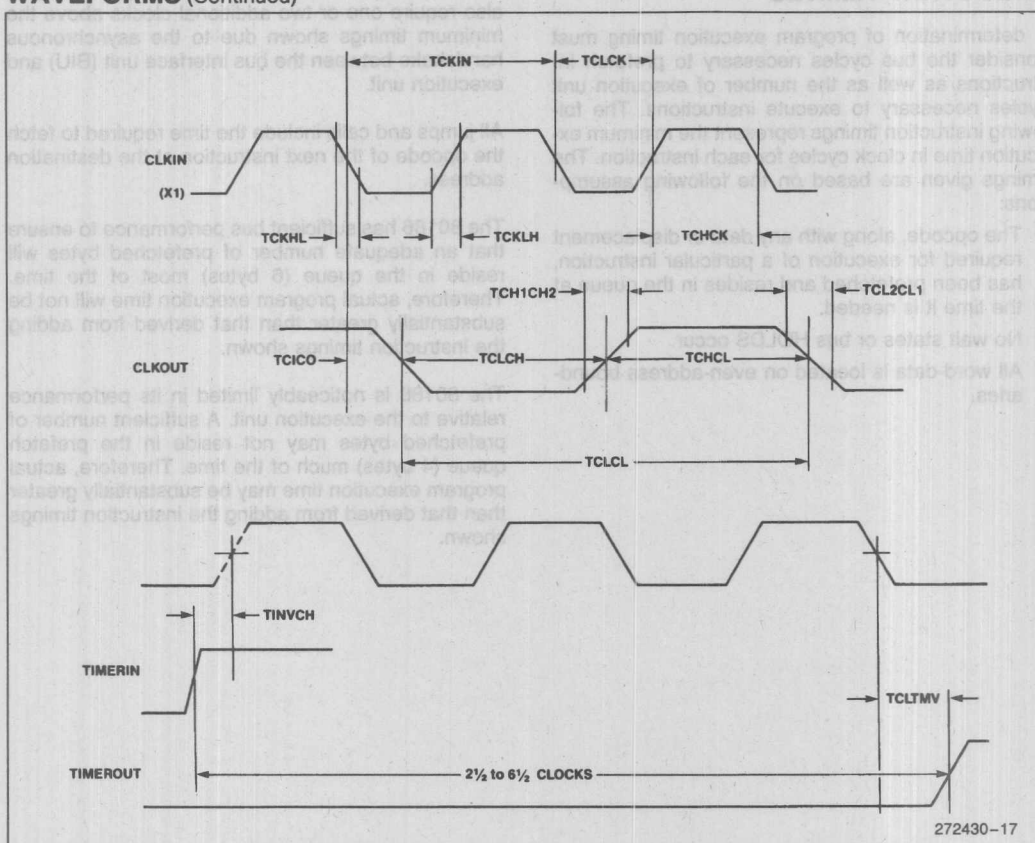 WAVEFORMS (Continued)
TCKIN
TCLCK
CLKIN
(X1)
TCKHL
TCKLH
TCHCK
TCH1CH2
TCL2CL1
CLKOUT
TCICO
TCLCH
TCHCL
TCLCL
TINVCH
TIMERIN
TCLTMV
TIMEROUT
2½ to 6½ CLOCKS
272430–17
also require one or two additional clocks above the
minimum timings shown due to the asynchronous
handshake between the bus interface unit (BIU) and
execution unit.
All jumps and calls include the time required to fetch
the opcode of the next instruction at the destination
address.
The 80186 has sufficient bus performance to ensure
that an adequate number of prefetched bytes will
reside in the queue (6 bytes) most of the time.
Therefore, actual program execution time will not be
substantially greater than that derived from adding
the instruction timings shown.
The 80188 is noticeably limited in its performance
relative to the execution unit. A sufficient number of
prefetched bytes may not reside in the prefetch
queue (4 bytes) much of the time. Therefore, actual
program execution time may be substantially greater
then that derived from adding the instruction timings
shown.
determination of program execution timing must
consider the bus cycles necessary to
as well as the number of execution unit
cycles necessary to execute instructions. The
instruction timings represent the minimum
time in clock cycles for each instruction. The
timings given are based on the following
The opcode, along with any data or displacement
required for execution of a particular instruction,
has been prefetched and resides in the queue at
the time it is needed.
No wait states or bus HOLDS occur.
All word-data is located on even-address